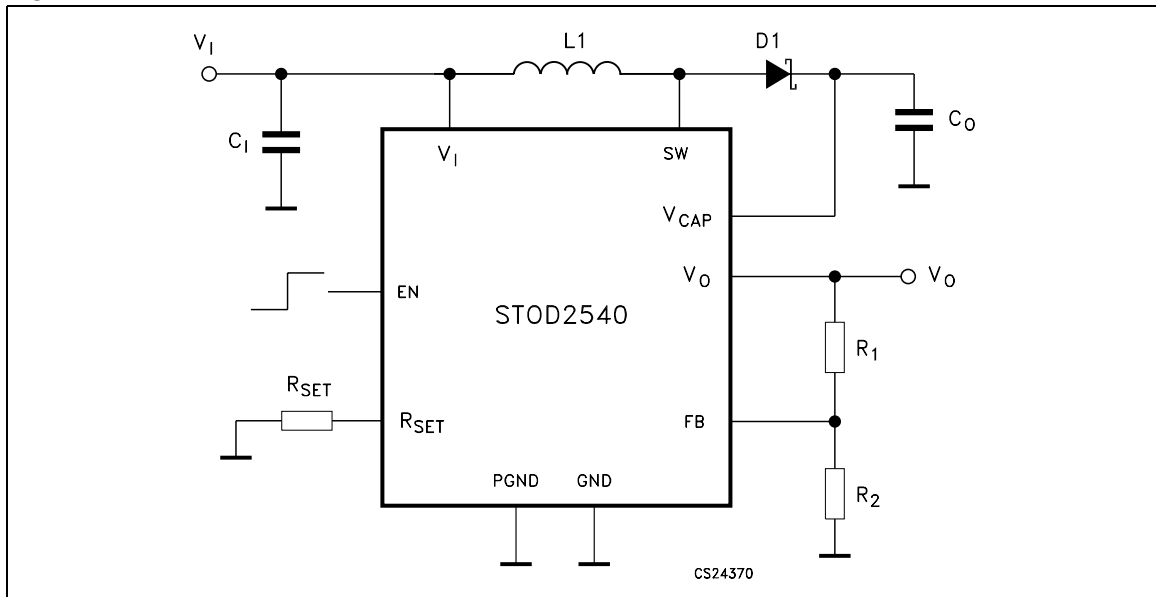 L1
D1
V_I
C_I
C_O
V_I
SW
V_CAP
V_O
V_O
EN
STOD2540
R_1
R_SET
R_SET
FB
PGND GND
R_2
CS24370